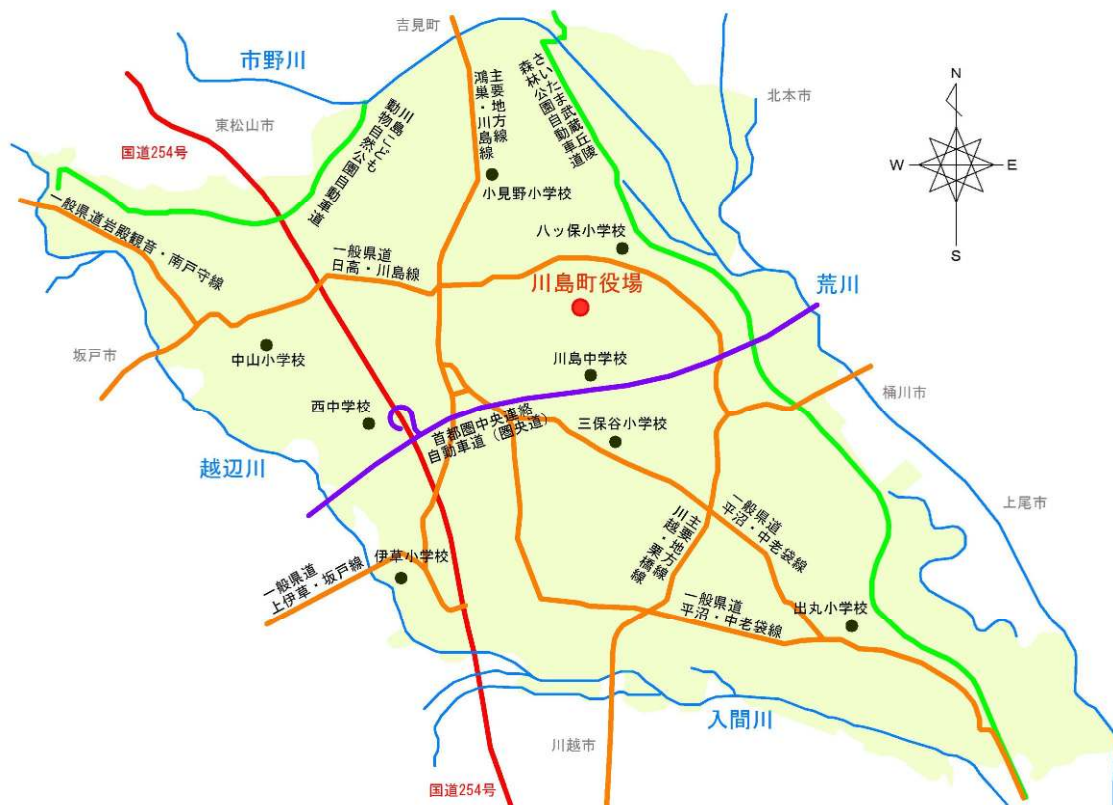 吉見町
市野川
東松山市
国道254号
川島こども
動物自然公園自動車道
主要地方線
鴻巣・川島線
さいたま武蔵丘陵
森林公園自動車道
北本市
N
W
E
S
小見野小学校
一般県道岩殿観音・南戸守線
八ッ保小学校
一般県道
日高・川島線
川島町役場
荒川
坂戸市
中山小学校
川島中学校
桶川市
西中学校
首都圏中央連絡
自動車道（圏央道）
三保谷小学校
越辺川
上尾市
一般県道
平沼・中老袋線
主要地方線
川越・栗橋線
伊草小学校
一般県道
上伊草・坂戸線
一般県道
平沼・中老袋線
出丸小学校
入間川
川越市
国道254号